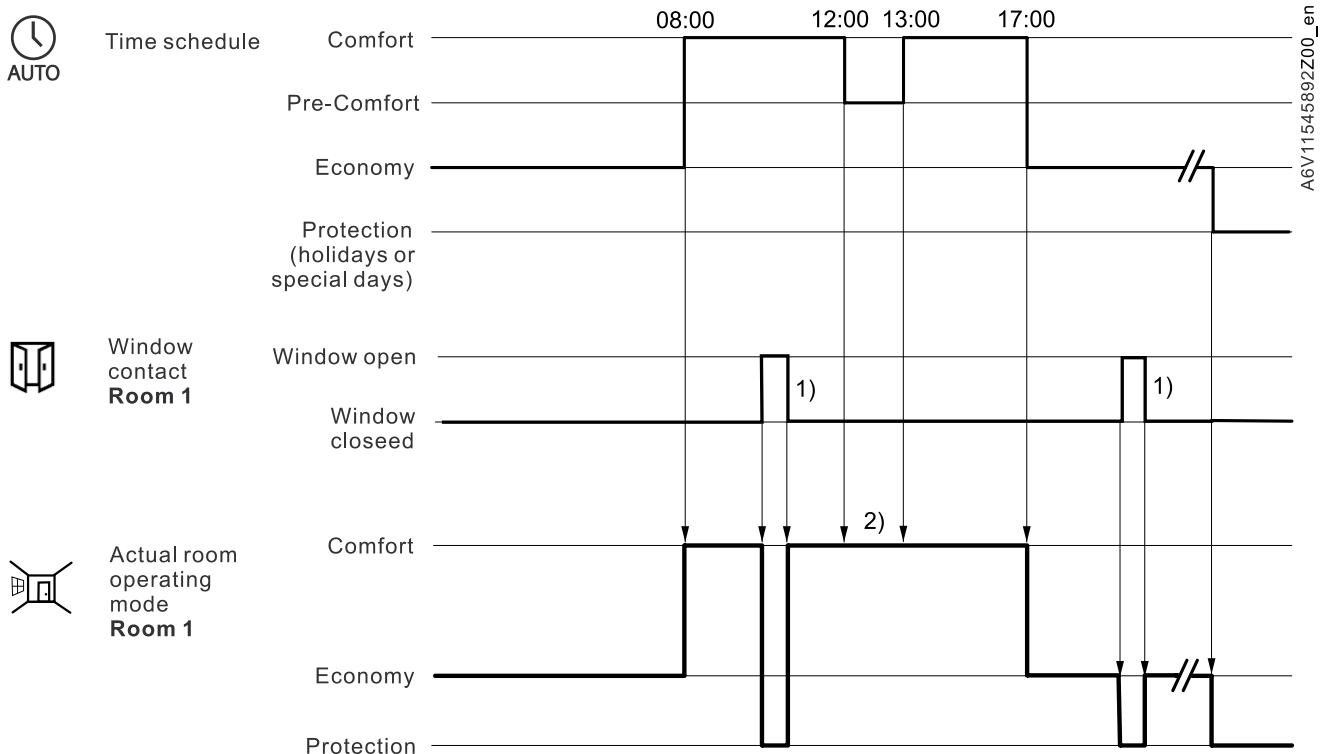 08:00 12:00 13:00 17:00
AUTO
Time schedule
Comfort
Pre-Comfort
Economy
Protection
(holidays or
special days)
A6V11545892Z00_en
Window
contact
Room 1
Window open
1)
1)
Window
closeed
Actual room
operating
mode
Room 1
Comfort
2)
Economy
Protection